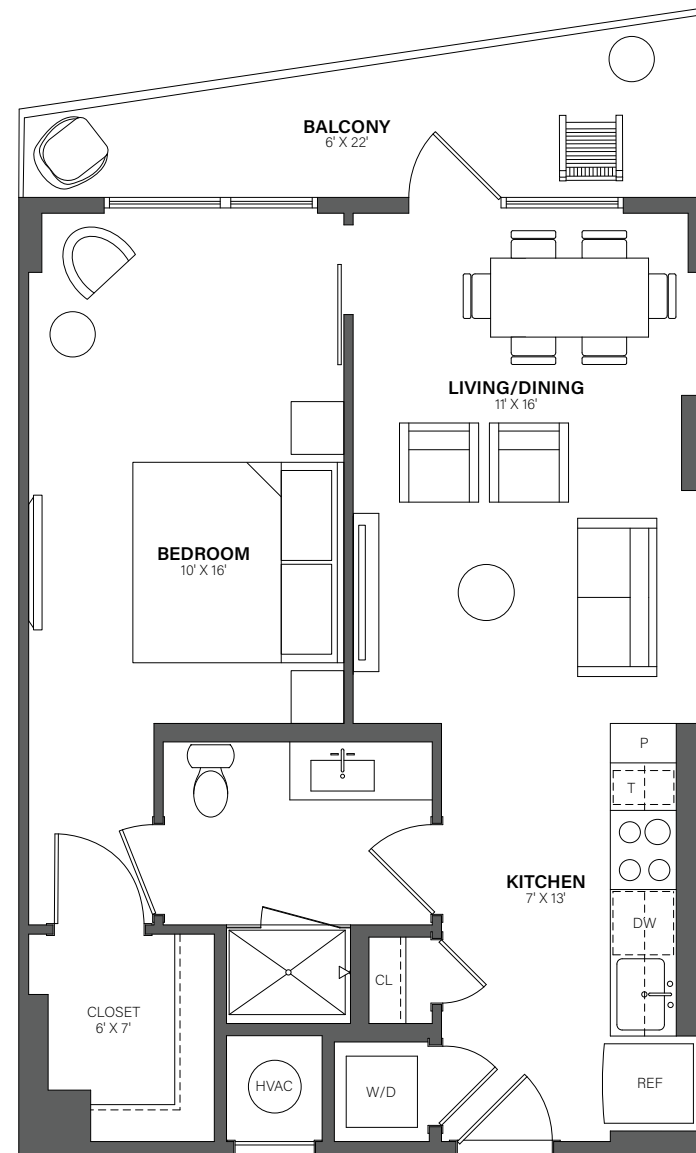 BALCONY
6' X 22'
LIVING/DINING
11' X 16'
BEDROOM
10' X 16'
P
T
KITCHEN
7' X 13'
DW
CL
CLOSET
6' X 7'
HVAC
W/D
REF